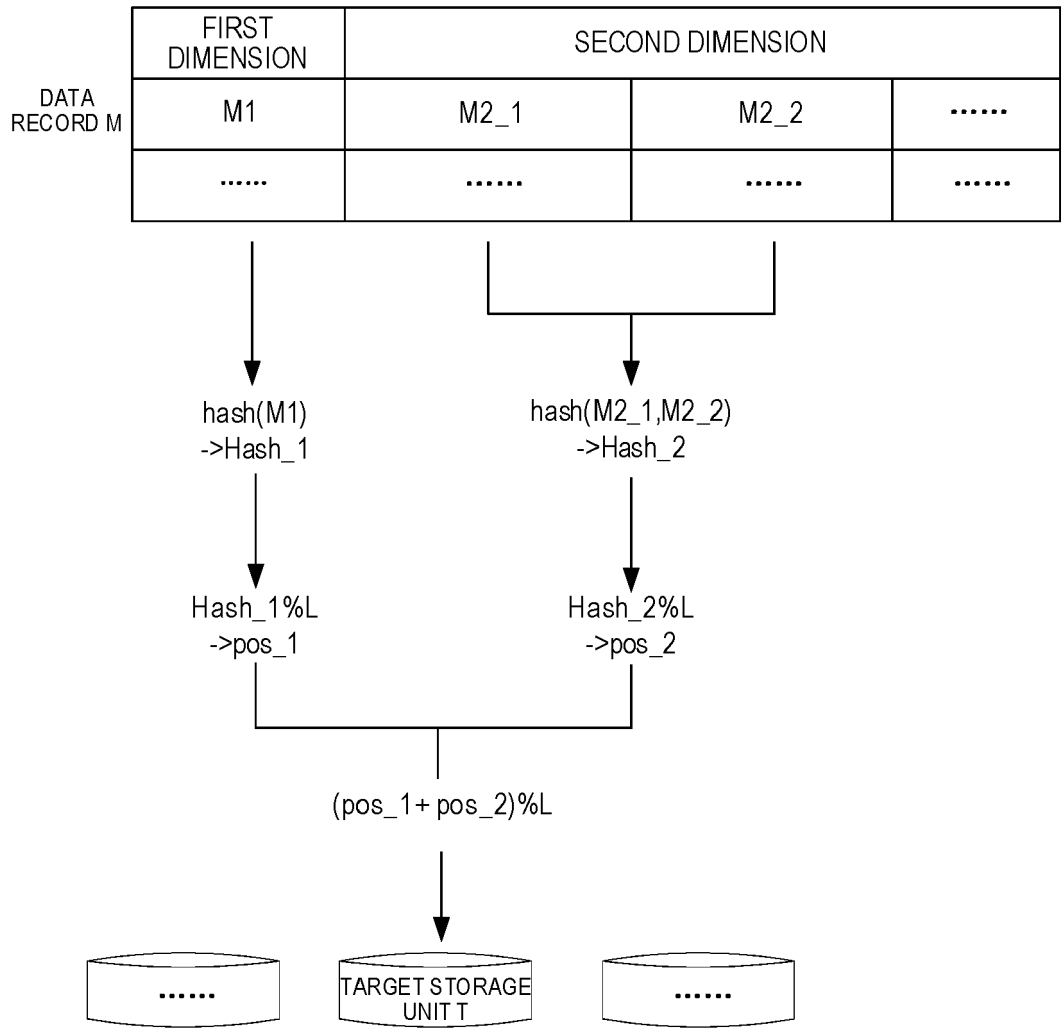 FIRST
DIMENSION
SECOND DIMENSION
DATA
RECORD M
M1
M2_1
M2_2
······
······
······
······
······
hash(M1)
->Hash_1
hash(M2_1,M2_2)
->Hash_2
Hash_1%L
->pos_1
Hash_2%L
->pos_2
(pos_1+ pos_2)%L
······
TARGET STORAGE
UNIT T
······